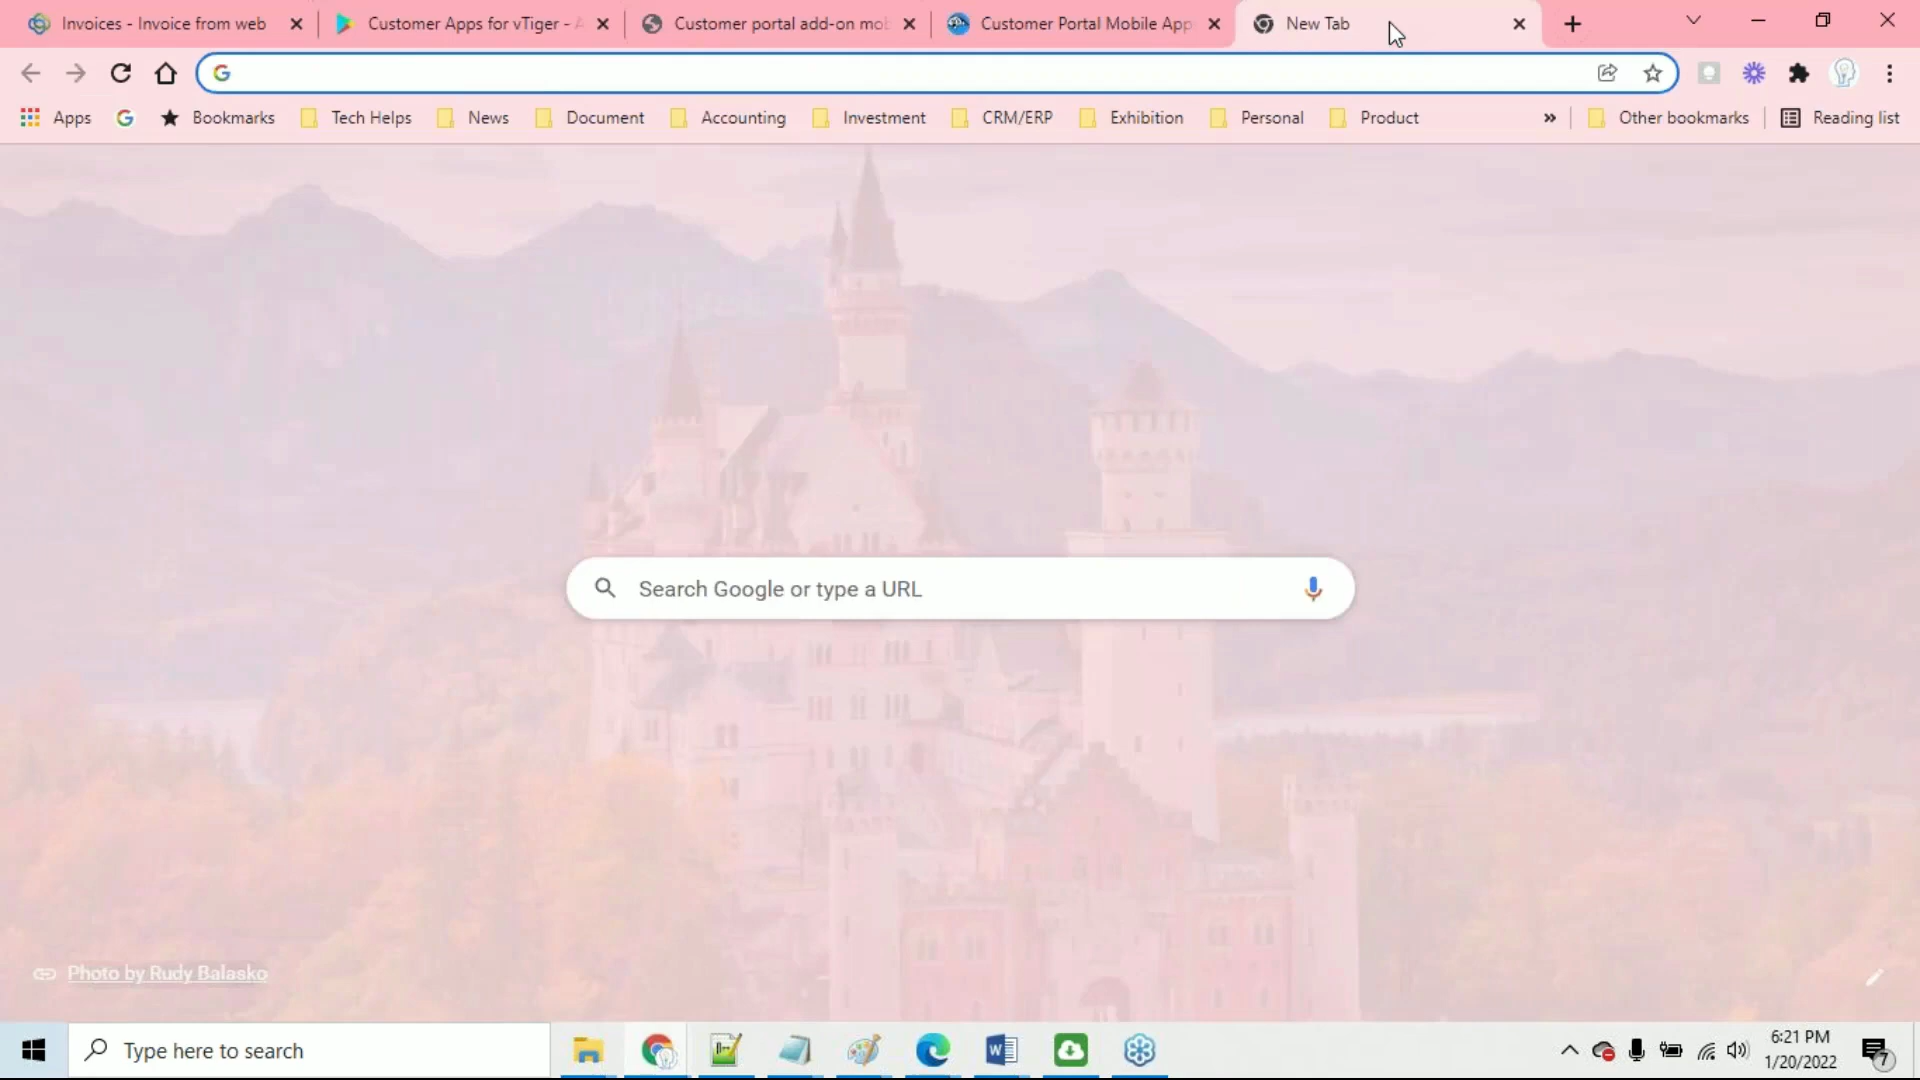 Invoices - Invoice from web
Customer Apps for vTiger -
Customer portal add-on mo
Customer Portal Mobile App
New Tab
Apps
Bookmarks
Tech Helps
News
Document
Accounting
Investment
CRM/ERP
Exhibition
Personal
Product
»
Other bookmarks
Reading list
Search Google or type a URL
Photo by Rudy Balasko
Type here to search
6:21 PM
1/20/2022
7